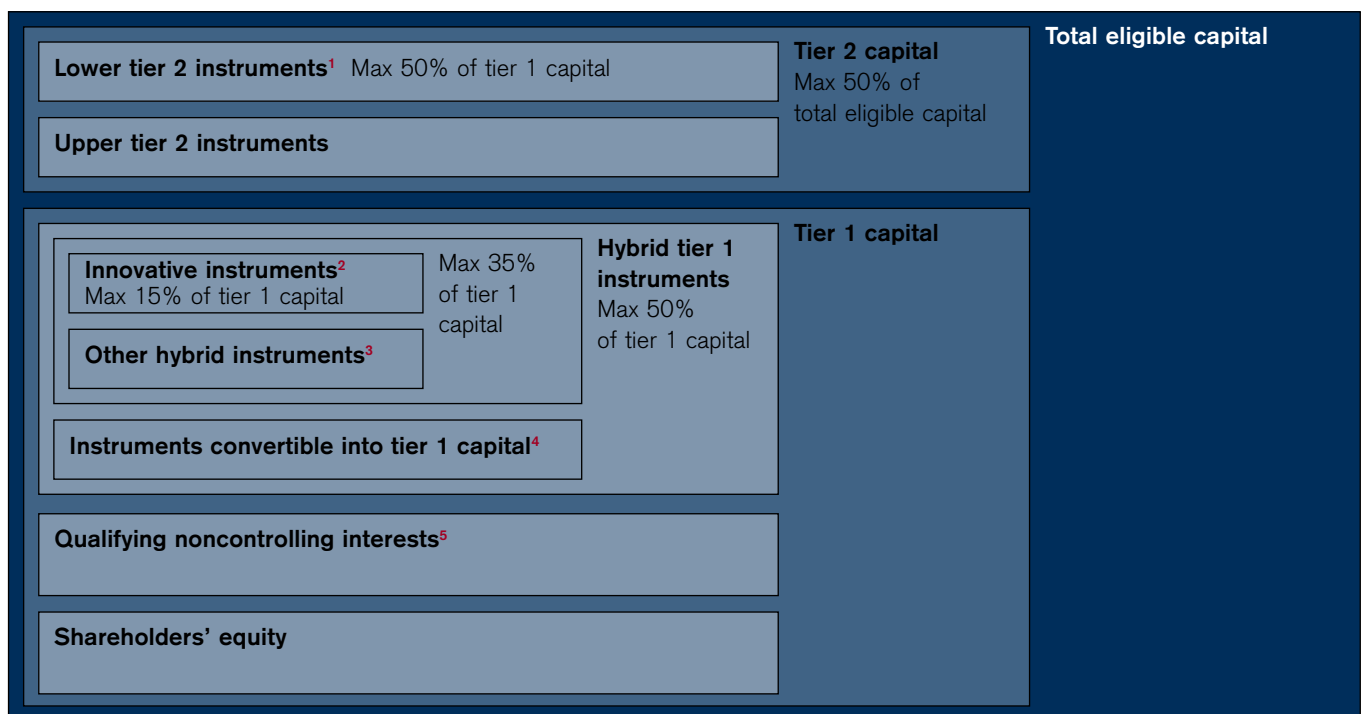 Total eligible capital
Tier 2 capital
Max 50% of
total eligible capital
Lower tier 2 instruments1 Max 50% of tier 1 capital
Upper tier 2 instruments
Tier 1 capital
Hybrid tier 1
instruments
Max 50%
of tier 1 capital
Max 35%
of tier 1
capital
Innovative instruments2
Max 15% of tier 1 capital
Other hybrid instruments3
Instruments convertible into tier 1 capital4
Qualifying noncontrolling interests5
Shareholders’ equity